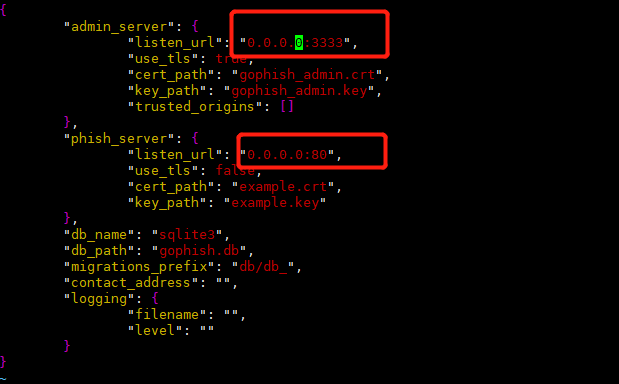 {
        "admin_server": {
                "listen_url": "0.0.0.0:3333",
                "use_tls": true,
                "cert_path": "gophish_admin.crt",
                "key_path": "gophish_admin.key",
                "trusted_origins": []
        },
        "phish_server": {
                "listen_url": "0.0.0.0:80",
                "use_tls": false,
                "cert_path": "example.crt",
                "key_path": "example.key"
        },
        "db_name": "sqlite3",
        "db_path": "gophish.db",
        "migrations_prefix": "db/db_",
        "contact_address": "",
        "logging": {
                "filename": "",
                "level": ""
        }
}
~